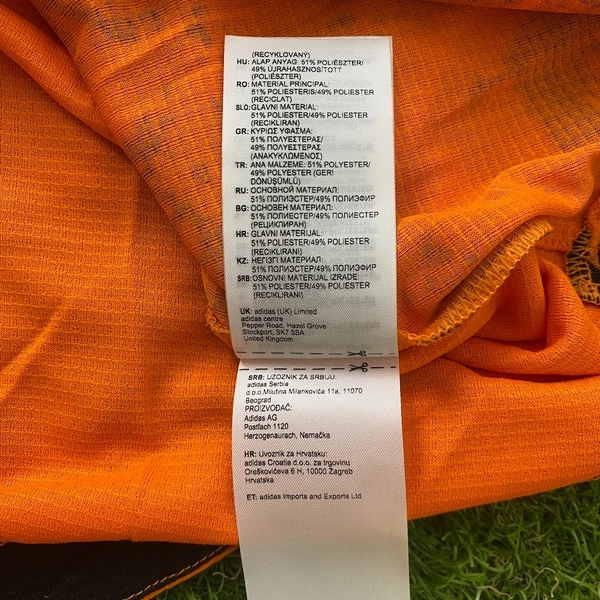 (RECYKLOVANÝ)
HU: ALAP ANYAG: 51% POLIÉSZTER/
49% ÚJRAHASZNOSÍTOTT
(POLIÉSZTER)
RO: MATERIAL PRINCIPAL:
51% POLIESTERIS/49% POLIESTER
(RECICLAT)
SLO: GLAVNI MATERIAL:
51% POLIESTER/49% POLIESTER
(RECIKLIRAN)
GR: ΚΥΡΙΩΣ ΥΦΑΣΜΑ:
51% ΠΟΛΥΕΣΤΕΡΑΣ/
49% ΠΟΛΥΕΣΤΕΡΑΣ
(ΑΝΑΚΥΚΛΩΜΕΝΟΣ)
TR: ANA MALZEME: 51% POLYESTER/
49% POLYESTER (GERİ
DÖNÜŞÜMLÜ)
RU: ОСНОВНОЙ МАТЕРИАЛ:
51% ПОЛИЭСТЕР/49% ПОЛИЭФИР
BG: ОСНОВЕН МАТЕРИАЛ:
51% ПОЛИЕСТЕР/49% ПОЛИЕСТЕР
(РЕЦИКЛИРАН)
HR: GLAVNI MATERIJAL:
51% POLIESTER/49% POLIESTER
(RECIKLIRANI)
KZ: НЕГІЗГІ МАТЕРИАЛ:
51% ПОЛИЭСТЕР/49% ПОЛИЭФИР
SRB: OSNOVNI MATERIJAL IZRADE:
51% POLIESTER/49% POLIESTER
(RECIKLIRANI)
UK: adidas (UK) Limited
adidas centre
Pepper Road, Hazel Grove
Stockport, SK7 5SA
United Kingdom
SRB: UZOZNIK ZA SRBIJU:
adidas Serbia
d.o.o.Milutina Milankovića 11a, 11070
Beograd
PROIZVOĐAČ:
Adidas AG
Postfach 1120
Herzogenaurach, Nemačka
HR: Uvoznik za Hrvatsku:
adidas Croatia d.o.o. za trgovinu
Oreškovićeva 6 H, 10000 Zagreb
Hrvatska
ET: adidas Imports and Exports Ltd